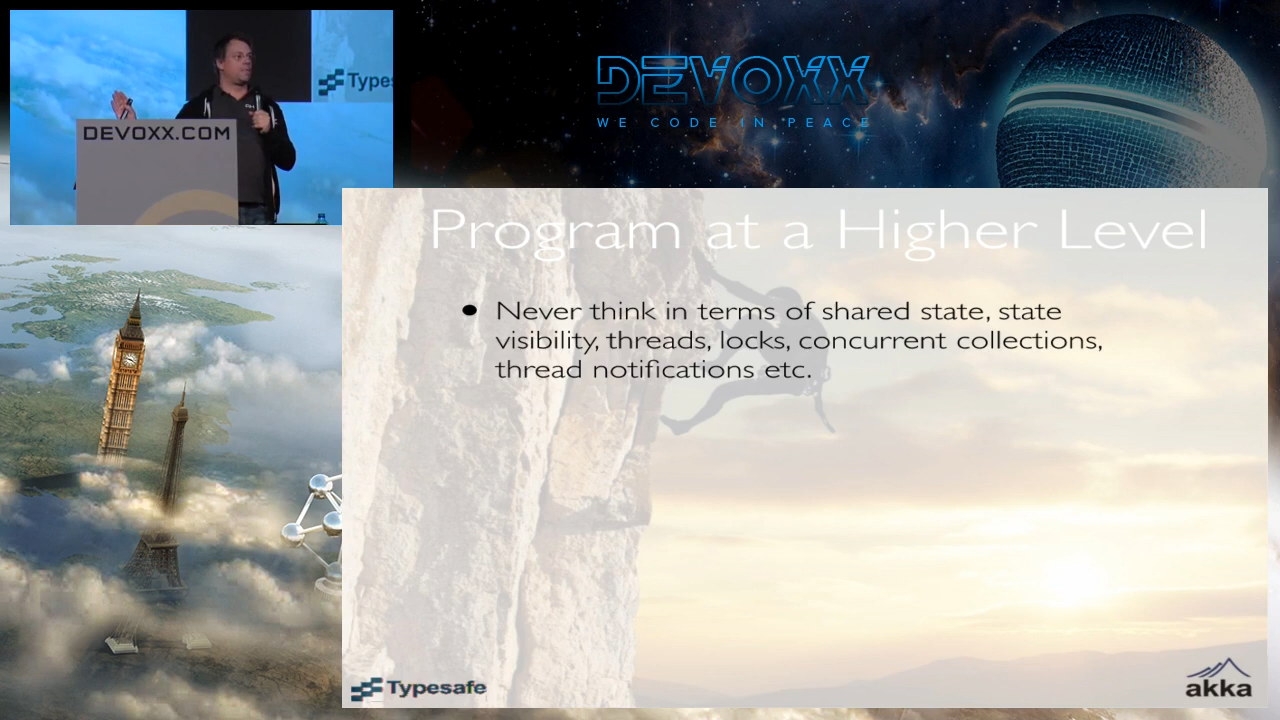 Types
DEVOXX.COM
DEVOXX
WE CODE IN PEACE
Program at a Higher Level
• Never think in terms of shared state, state
visibility, threads, locks, concurrent collections,
thread notifications etc.
Typesafe
akka